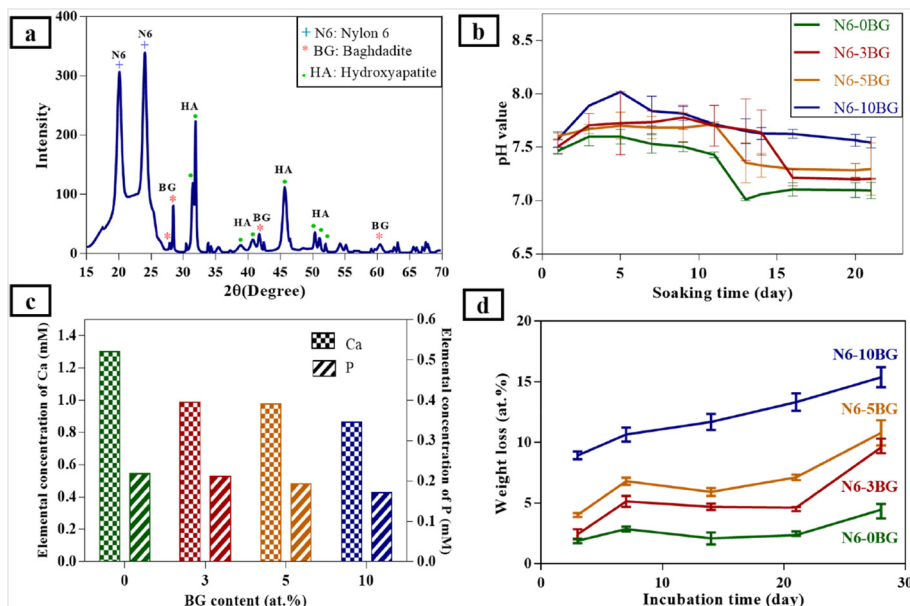 a
Intensity
400
300
200
100
0
N6
N6
BG
HA
HA
BG
HA
HA
BG
N6: Nylon 6
BG: Baghdadite
HA: Hydroxyapatite
15 20 25 30 35 40 45 50 55 60 65 70
2θ(Degree)
b
pH value
8.5
8.0
7.5
7.0
6.5
N6-0BG
N6-3BG
N6-5BG
N6-10BG
0 5 10 15 20
Soaking time (day)
c
Elemental concentration of Ca (mM)
1.4
1.2
1.0
0.8
0.6
0.4
0.2
0.0
Ca
P
0.6
0.5
0.4
0.3
0.2
0.1
0.0
Elemental concentration of P (mM)
0 3 5 10
BG content (at.%)
d
Weight loss (at.%)
20
15
10
5
0
N6-10BG
N6-5BG
N6-3BG
N6-0BG
0 10 20 30
Incubation time (day)